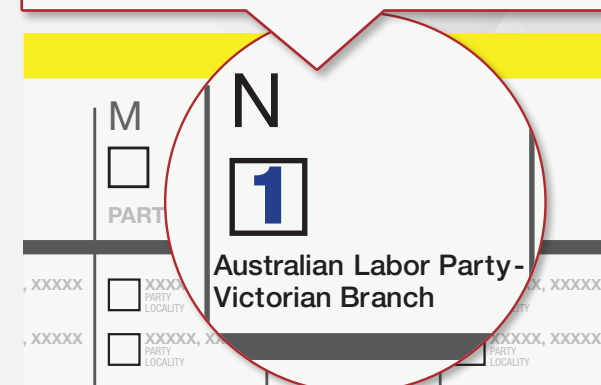 M
N
1
PART
Australian Labor Party-
Victorian Branch
, XXXXX
XXXX
X, XXXXX
PARTY
LOCALITY
, XXXXX
XXXXX, X
XXXXX, XXXXX
PARTY
LOCALITY
PARTY
LOCALITY